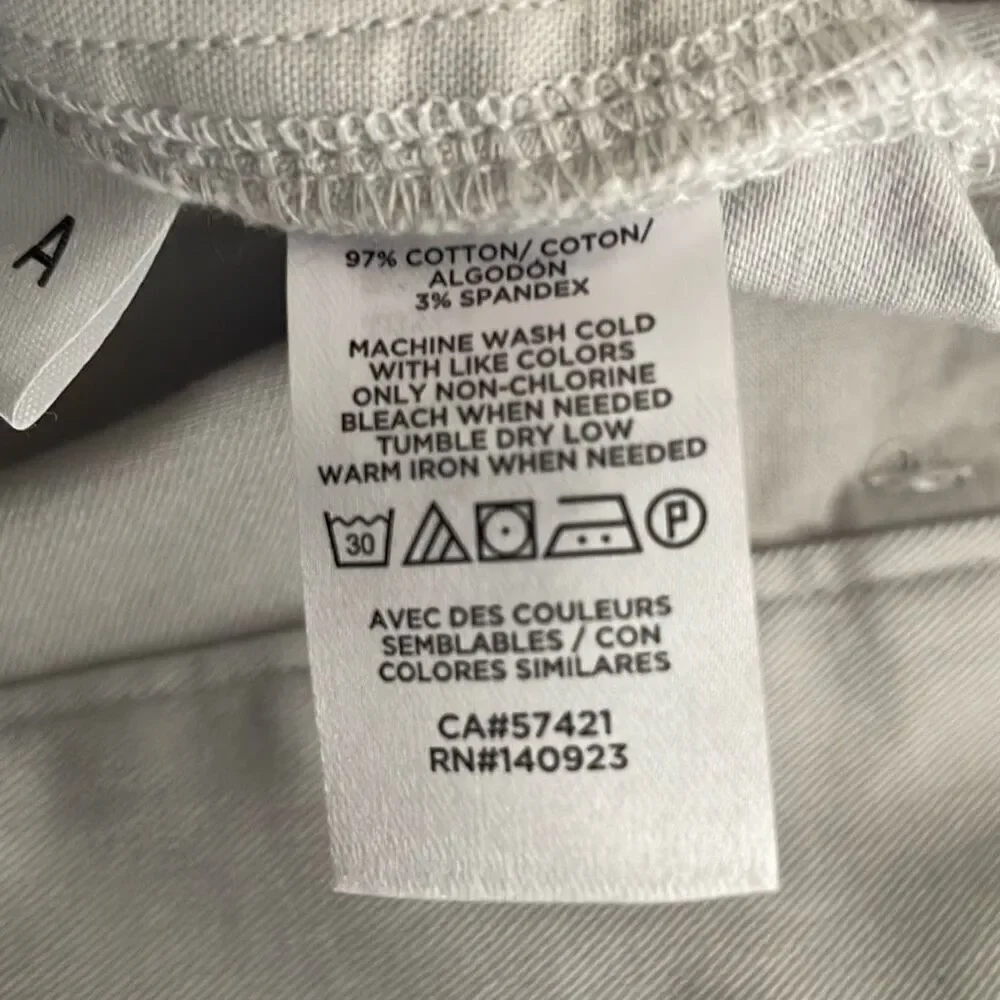 A
97% COTTON/ COTON/
ALGODÓN
3% SPANDEX
MACHINE WASH COLD
WITH LIKE COLORS
ONLY NON-CHLORINE
BLEACH WHEN NEEDED
TUMBLE DRY LOW
WARM IRON WHEN NEEDED
30 P
AVEC DES COULEURS
SEMBLABLES / CON
COLORES SIMILARES
CA#57421
RN#140923